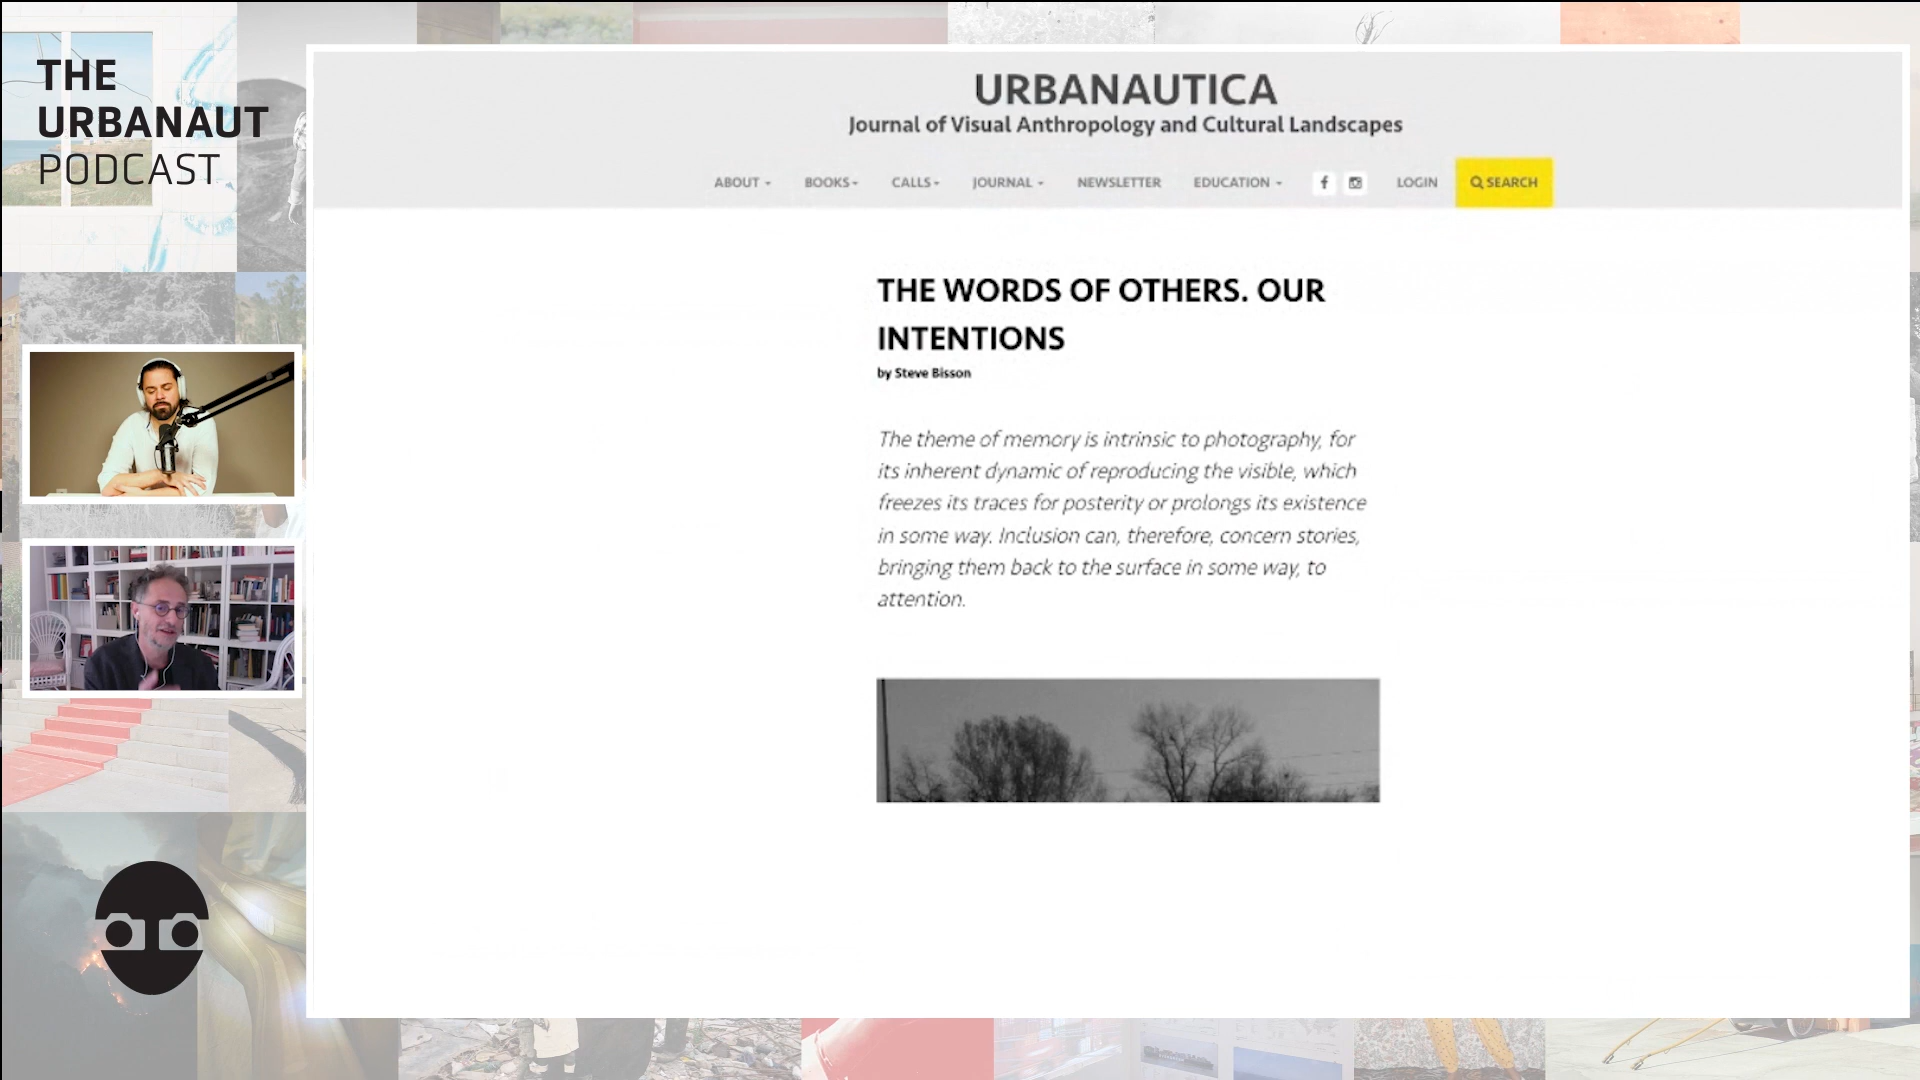 THE
URBANAUT
PODCAST
URBANAUTICA
Journal of Visual Anthropology and Cultural Landscapes
ABOUT BOOKS CALLS JOURNAL NEWSLETTER EDUCATION LOGIN SEARCH
THE WORDS OF OTHERS. OUR
INTENTIONS
by Steve Bisson
The theme of memory is intrinsic to photography, for
its inherent dynamic of reproducing the visible, which
freezes its traces for posterity or prolongs its existence
in some way. Inclusion can, therefore, concern stories,
bringing them back to the surface in some way, to
attention.